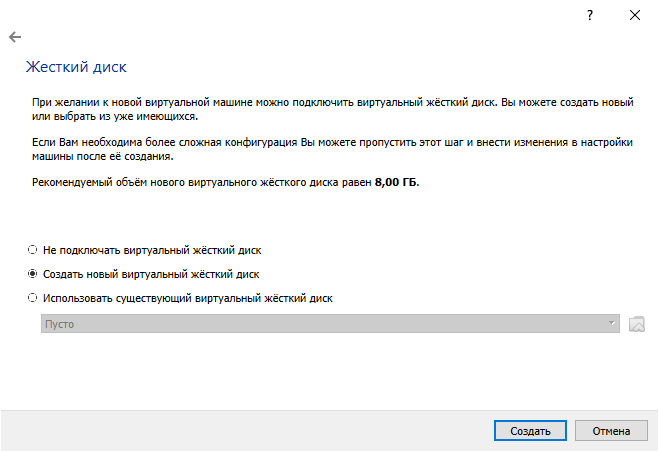 ?
Жесткий диск
При желании к новой виртуальной машине можно подключить виртуальный жёсткий диск. Вы можете создать новый
или выбрать из уже имеющихся.
Если Вам необходима более сложная конфигурация Вы можете пропустить этот шаг и внести изменения в настройки
машины после её создания.
Рекомендуемый объём нового виртуального жёсткого диска равен 8,00 ГБ.
Не подключать виртуальный жёсткий диск
Создать новый виртуальный жёсткий диск
Использовать существующий виртуальный жёсткий диск
Пусто
Создать
Отмена